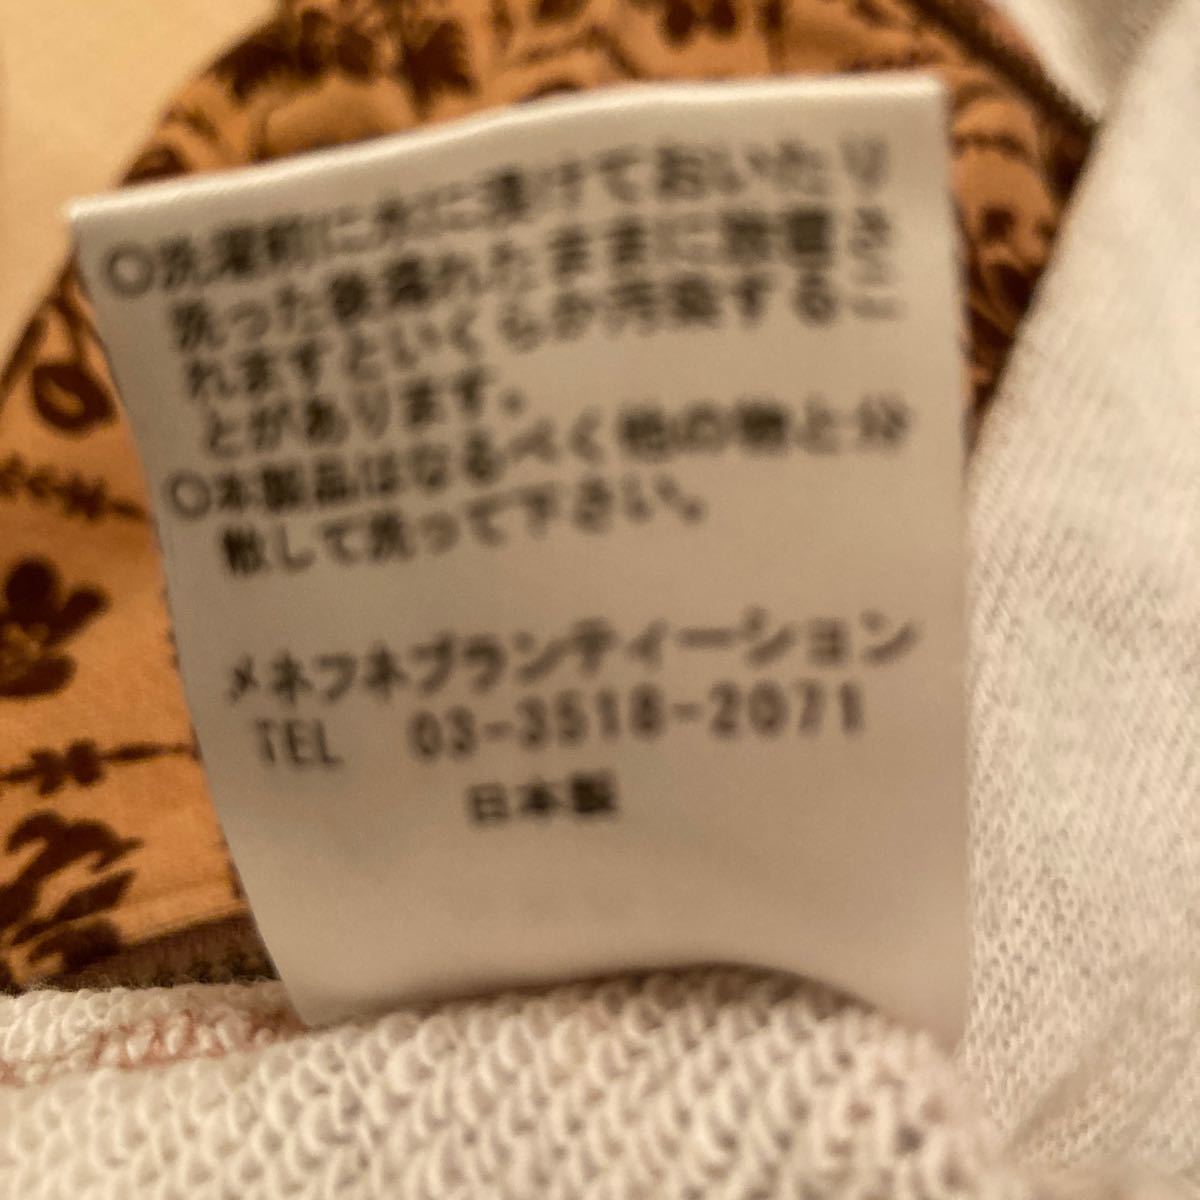 ○洗濯前に水に浸けておいたり
洗った後濡れたままに放置さ
れますといくらか汚染するこ
とがあります。
○本製品はなるべく他の物と分
散して洗って下さい。
メネフネプランティーション
TEL 03-3518-2071
日本製